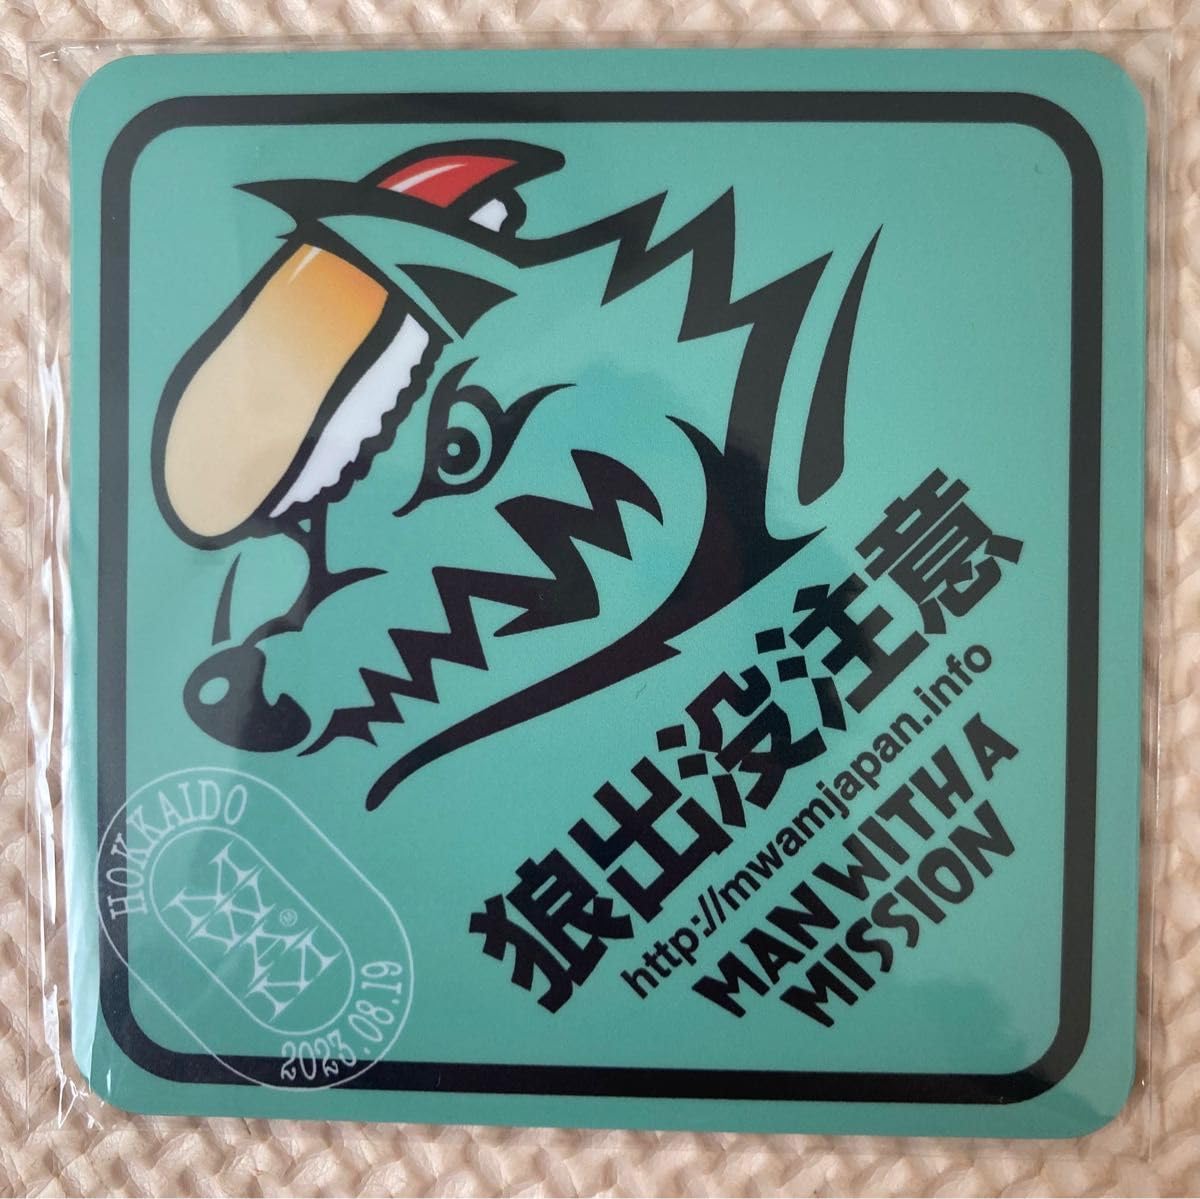 狼出没注意
http://mwamjapan.info
MAN WITH A
MISSION
HOKKAIDO
2023.08.19